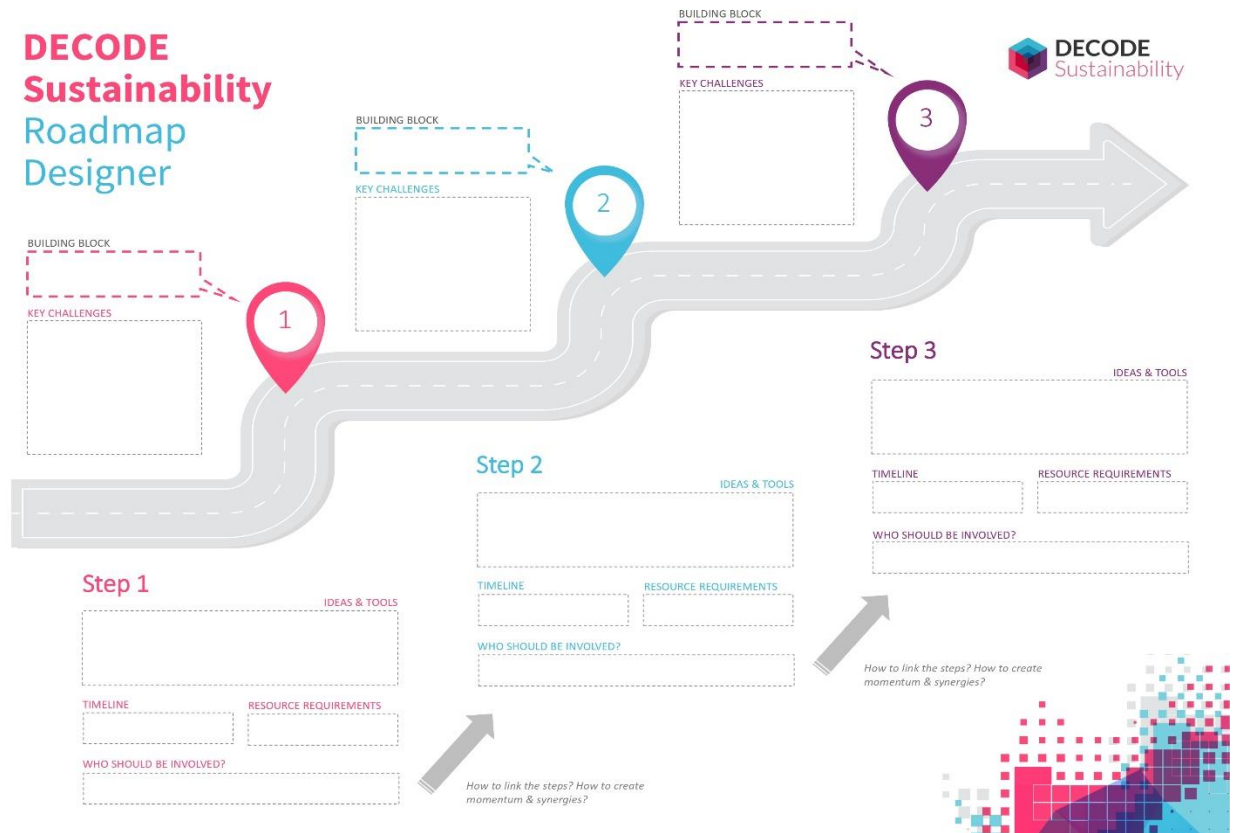 DECODE
Sustainability
Roadmap
Designer
DECODE
Sustainability
BUILDING BLOCK
KEY CHALLENGES
1
BUILDING BLOCK
KEY CHALLENGES
2
BUILDING BLOCK
KEY CHALLENGES
3
Step 1
IDEAS & TOOLS
TIMELINE
RESOURCE REQUIREMENTS
WHO SHOULD BE INVOLVED?
How to link the steps? How to create
momentum & synergies?
Step 2
IDEAS & TOOLS
TIMELINE
RESOURCE REQUIREMENTS
WHO SHOULD BE INVOLVED?
How to link the steps? How to create
momentum & synergies?
Step 3
IDEAS & TOOLS
TIMELINE
RESOURCE REQUIREMENTS
WHO SHOULD BE INVOLVED?